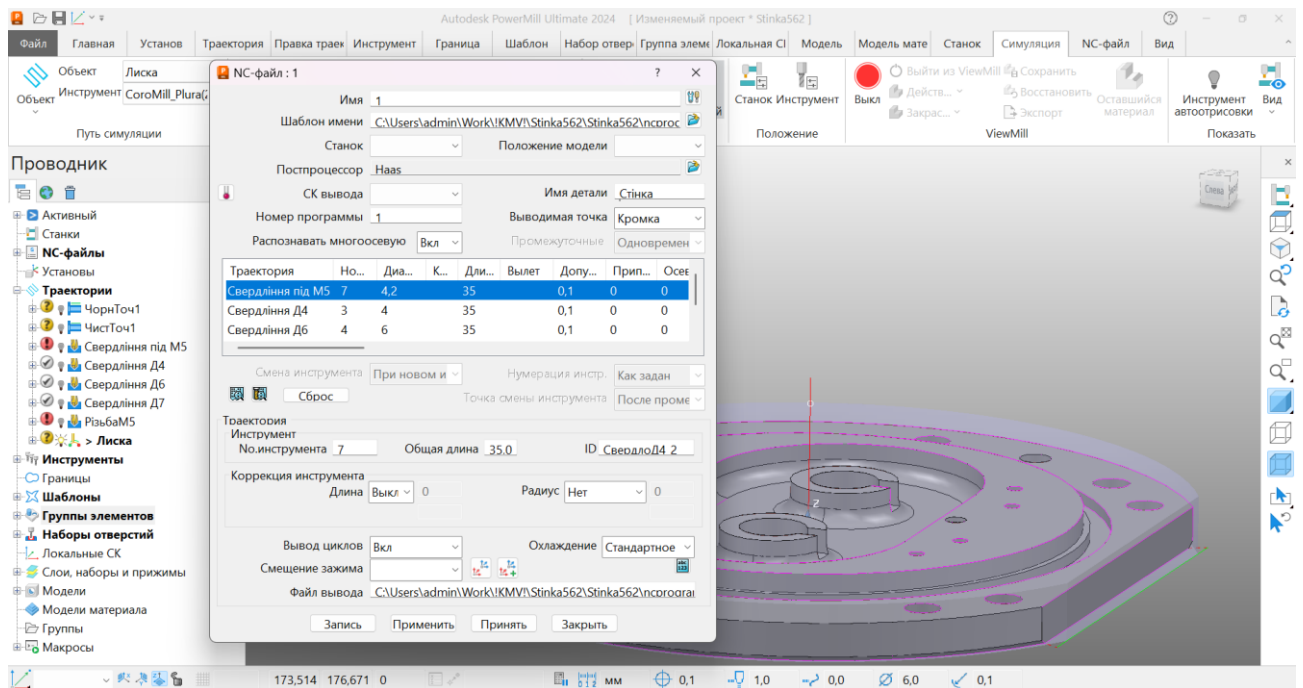 Autodesk PowerMill Ultimate 2024 [ Изменяемый проект * Stinka562 ]
Файл Главная Установ Траектория Правка траек Инструмент Граница Шаблон Набор отвер Группа элеме Локальная СІ Модель Модель мате Станок Симуляция NC-файл Вид
Объект
Объект Лиска
Инструмент CoroMill_Plura(
Путь симуляции
Станок Инструмент
Положение
Выкл
Выйти из ViewMill
Действ...
Закрас...
Сохранить
Восстановить
Экспорт
Оставшийся материал
ViewMill
Инструмент автоотрисовки
Вид
Показать
Проводник
Активный
Станки
NC-файлы
Установы
Траектории
ЧорнТоч1
ЧистТоч1
Свердління під М5
Свердління Д4
Свердління Д6
Свердління Д7
РізьбаМ5
> Лиска
Инструменты
Границы
Шаблоны
Группы элементов
Наборы отверстий
Локальные СК
Слои, наборы и прижимы
Модели
Модели материала
Группы
Макросы
NC-файл : 1
Имя 1
Шаблон имени C:\Users\admin\Work\!KMV!\Stinka562\Stinka562\ncproc
Станок Положение модели
Постпроцессор Haas
СК вывода Имя детали Стінка
Номер программы 1 Выводимая точка Кромка
Распознавать многоосевую Вкл Промежуточные Одновремен
Траектория Но... Диа... К... Дли... Вылет Допу... Прип... Осев
Свердління під М5 7 4,2 35 0,1 0 0
Свердління Д4 3 4 35 0,1 0 0
Свердління Д6 4 6 35 0,1 0 0
Смена инструмента При новом и Нумерация инстр. Как задан
Сброс Точка смены инструмента После проме
Траектория
Инструмент
No.инструмента 7 Общая длина 35.0 ID СвердлоД4_2
Коррекция инструмента
Длина Выкл 0 Радиус Нет 0
Вывод циклов Вкл Охлаждение Стандартное
Смещение зажима
Файл вывода C:\Users\admin\Work\!KMV!\Stinka562\Stinka562\ncprograr
Запись Применить Принять Закрыть
Слева
Z
173,514 176,671 0 мм 0,1 1,0 0,0 6,0 0,1